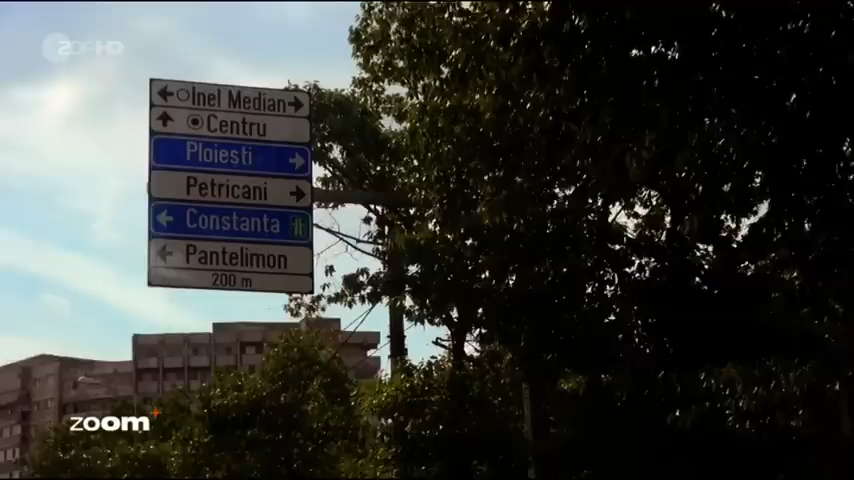 ZDF HD
Inel Median
Centru
Ploiesti
Petricani
Constanta
Pantelimon
200 m
zoom